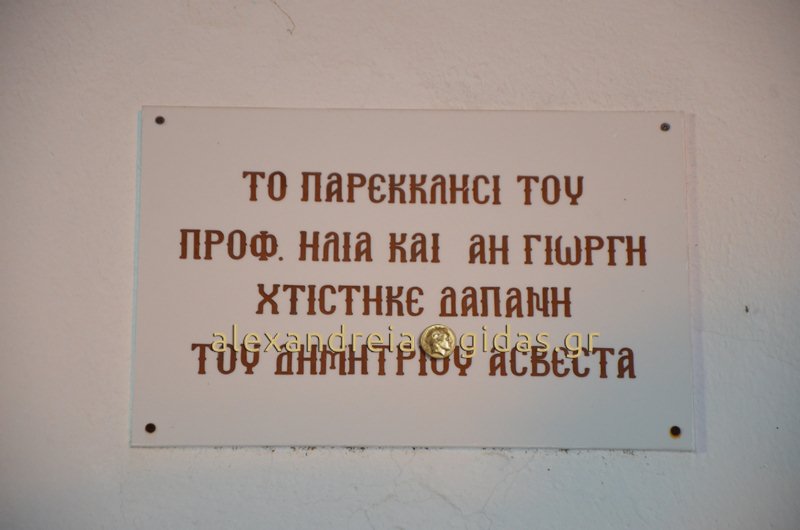 ΤΟ ΠΑΡΕΚΚΛΗΣΙ ΤΟΥ
ΠΡΟΦ. ΗΛΙΑ ΚΑΙ ΑΗ ΓΙΩΡΓΗ
ΧΤΙΣΤΗΚΕ ΔΑΠΑΝΗ
alexandreia gidas.gr
ΤΟΥ ΔΗΜΗΤΡΙΟΥ ΑΣΒΕΣΤΑ